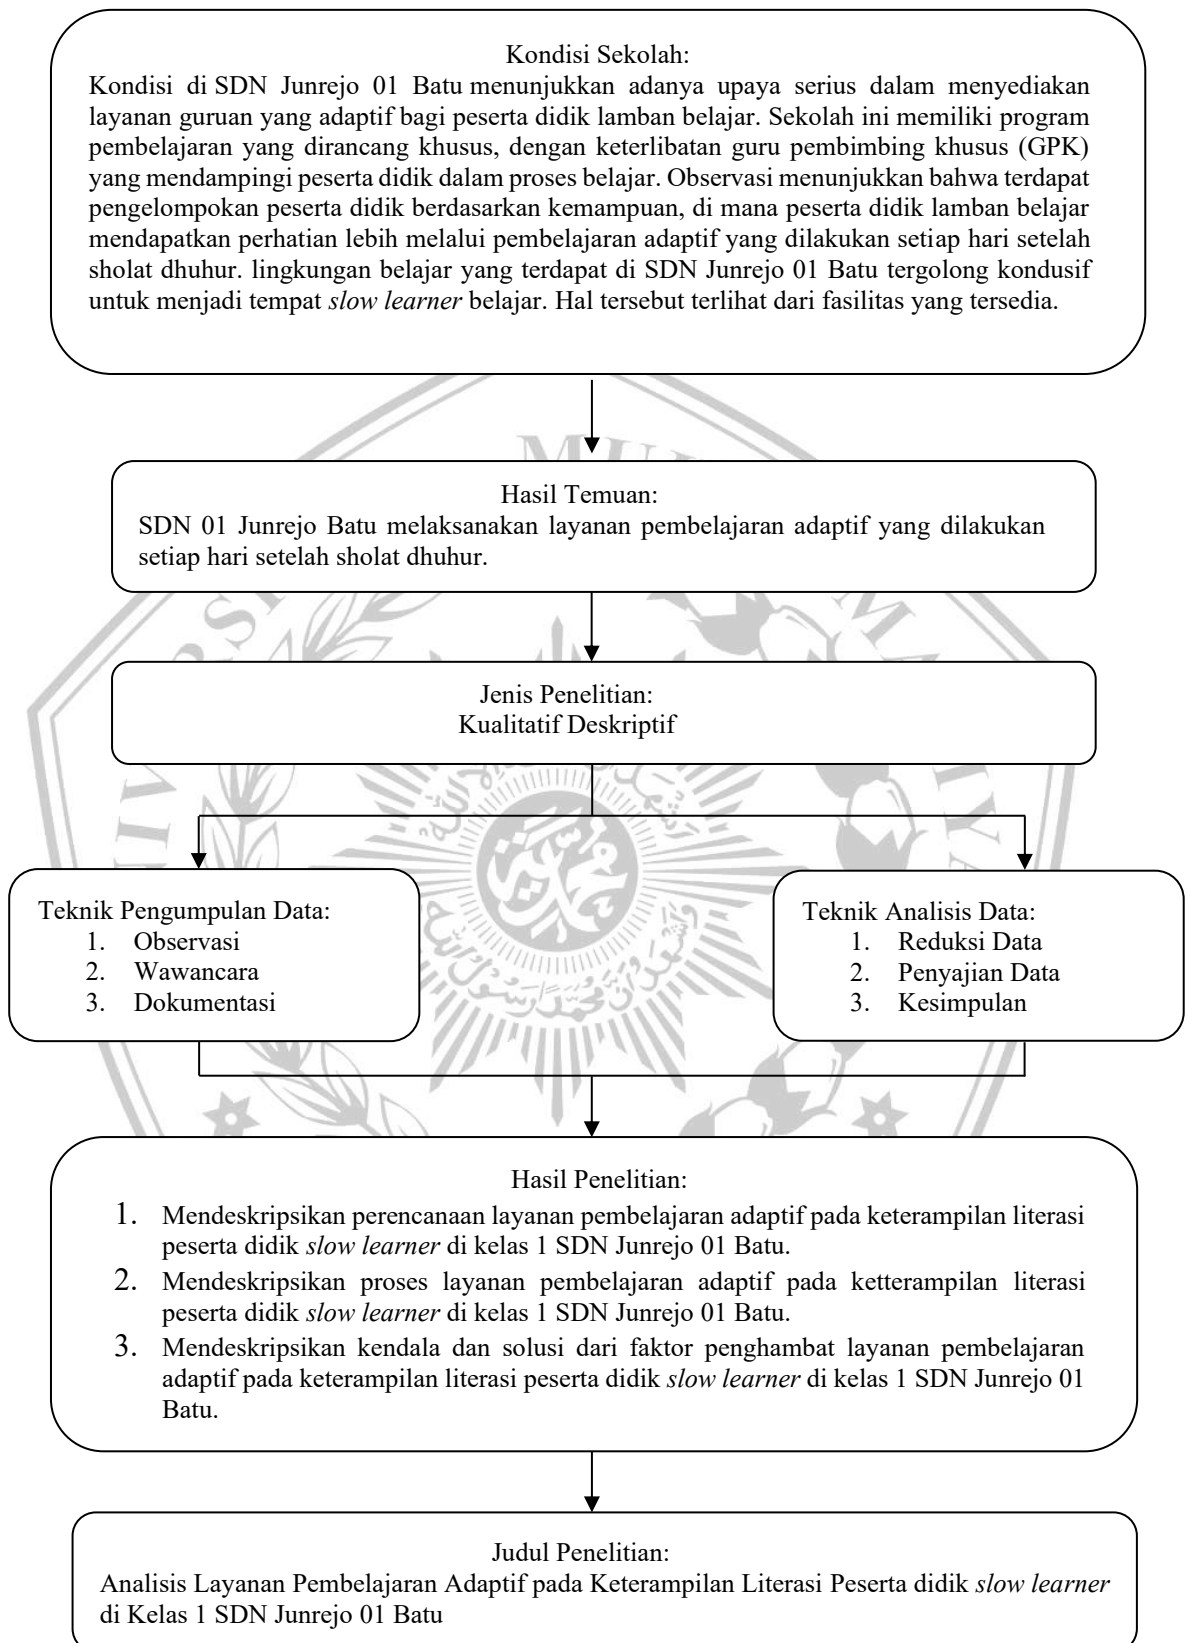 Kondisi Sekolah:
Kondisi di SDN Junrejo 01 Batu menunjukkan adanya upaya serius dalam menyediakan
layanan guruan yang adaptif bagi peserta didik lamban belajar. Sekolah ini memiliki program
pembelajaran yang dirancang khusus, dengan keterlibatan guru pembimbing khusus (GPK)
yang mendampingi peserta didik dalam proses belajar. Observasi menunjukkan bahwa terdapat
pengelompokan peserta didik berdasarkan kemampuan, di mana peserta didik lamban belajar
mendapatkan perhatian lebih melalui pembelajaran adaptif yang dilakukan setiap hari setelah
sholat dhuhur. lingkungan belajar yang terdapat di SDN Junrejo 01 Batu tergolong kondusif
untuk menjadi tempat slow learner belajar. Hal tersebut terlihat dari fasilitas yang tersedia.
Hasil Temuan:
SDN 01 Junrejo Batu melaksanakan layanan pembelajaran adaptif yang dilakukan
setiap hari setelah sholat dhuhur.
Jenis Penelitian:
Kualitatif Deskriptif
Teknik Pengumpulan Data:
1. Observasi
2. Wawancara
3. Dokumentasi
Teknik Analisis Data:
1. Reduksi Data
2. Penyajian Data
3. Kesimpulan
Hasil Penelitian:
1. Mendeskripsikan perencanaan layanan pembelajaran adaptif pada keterampilan literasi
peserta didik slow learner di kelas 1 SDN Junrejo 01 Batu.
2. Mendeskripsikan proses layanan pembelajaran adaptif pada ketterampilan literasi
peserta didik slow learner di kelas 1 SDN Junrejo 01 Batu.
3. Mendeskripsikan kendala dan solusi dari faktor penghambat layanan pembelajaran
adaptif pada keterampilan literasi peserta didik slow learner di kelas 1 SDN Junrejo 01
Batu.
Judul Penelitian:
Analisis Layanan Pembelajaran Adaptif pada Keterampilan Literasi Peserta didik slow learner
di Kelas 1 SDN Junrejo 01 Batu